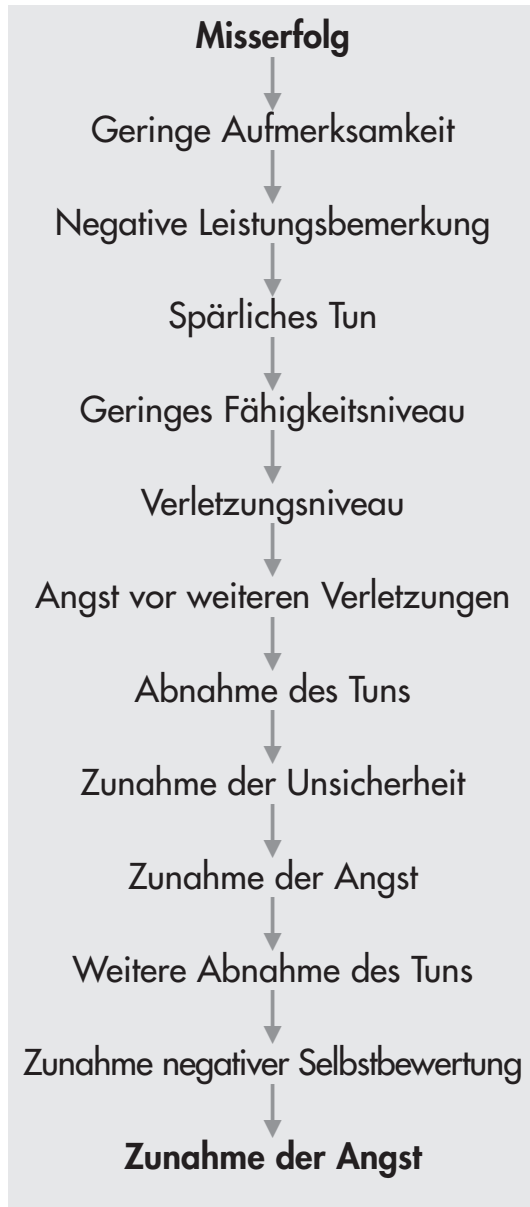 Misserfolg
Geringe Aufmerksamkeit
Negative Leistungsbemerkung
Spärliches Tun
Geringes Fähigkeitsniveau
Verletzungsniveau
Angst vor weiteren Verletzungen
Abnahme des Tuns
Zunahme der Unsicherheit
Zunahme der Angst
Weitere Abnahme des Tuns
Zunahme negativer Selbstbewertung
Zunahme der Angst